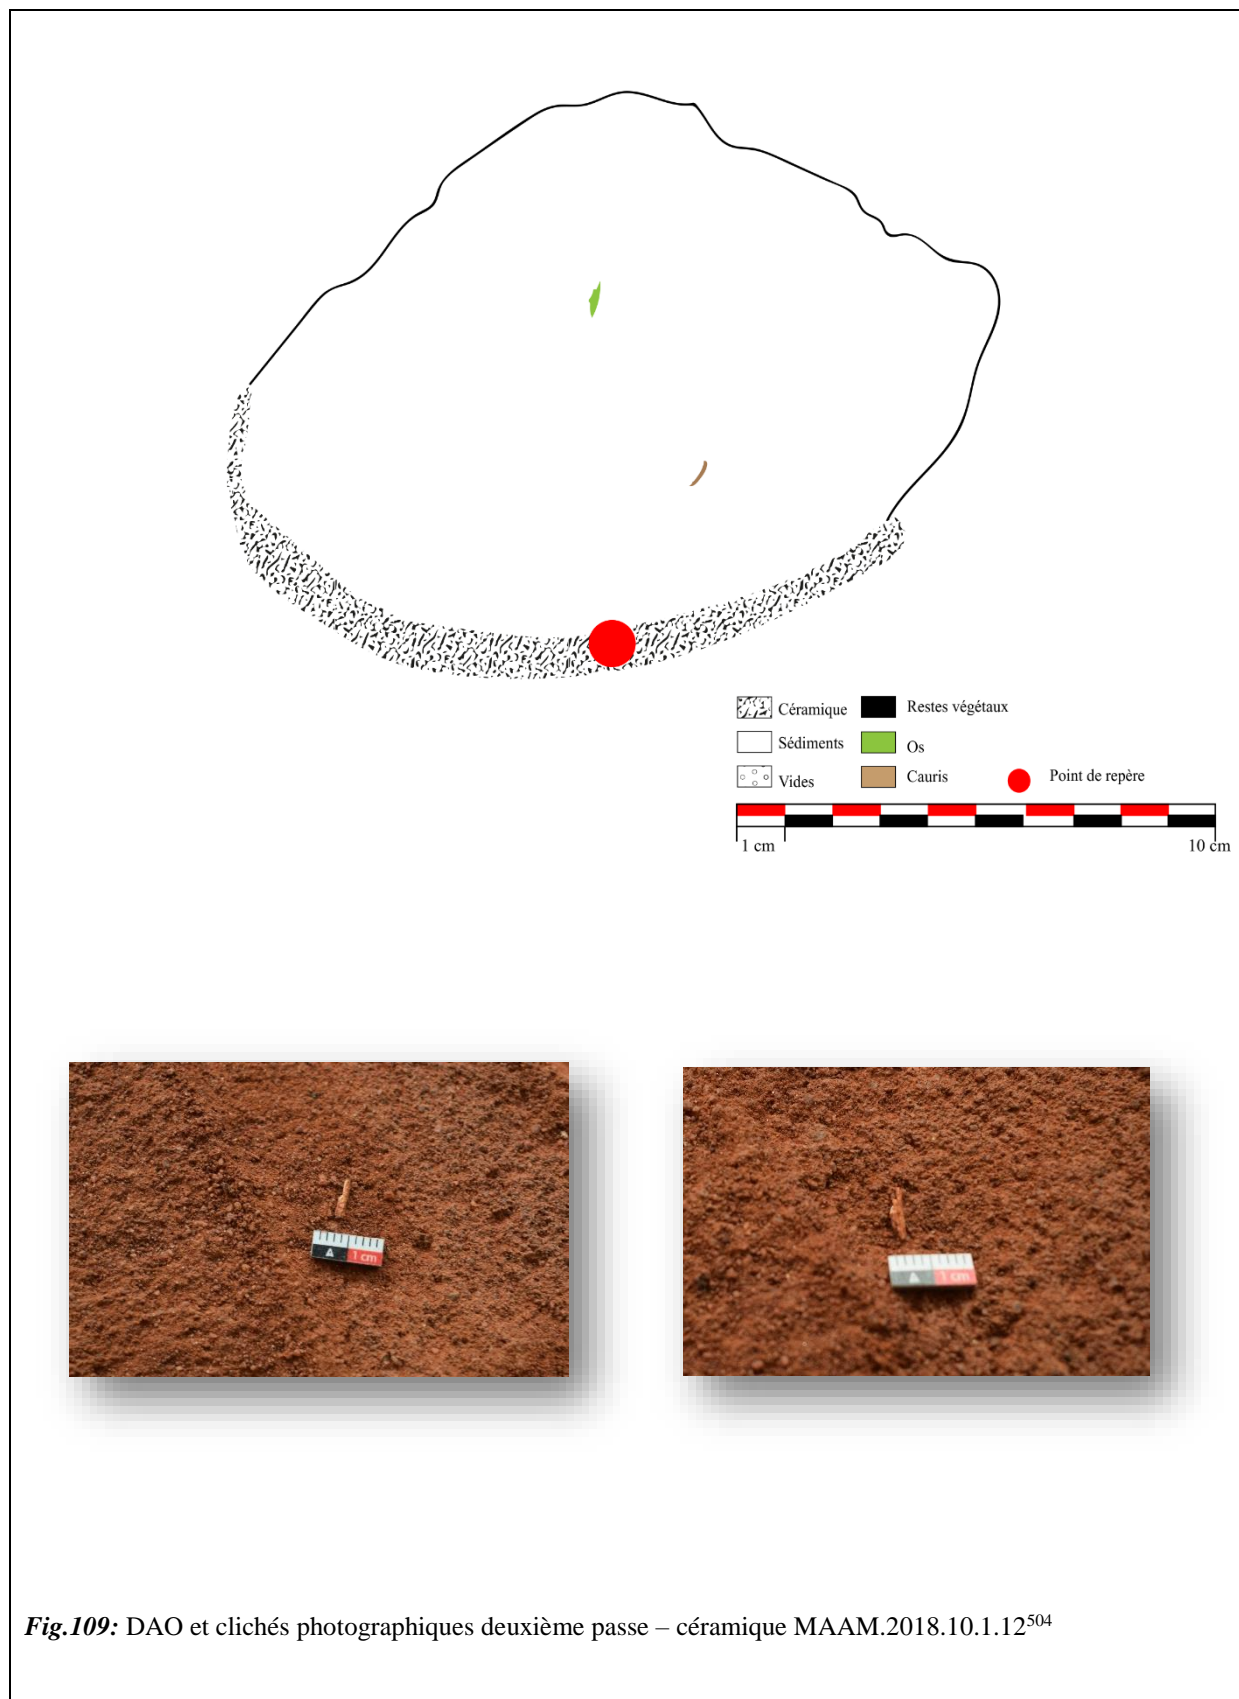 Céramique
Restes végétaux
Sédiments
Os
Vides
Cauris
Point de repère
1 cm
10 cm
1 cm
1 cm
Fig.109: DAO et clichés photographiques deuxième passe – céramique MAAM.2018.10.1.12⁵⁰⁴